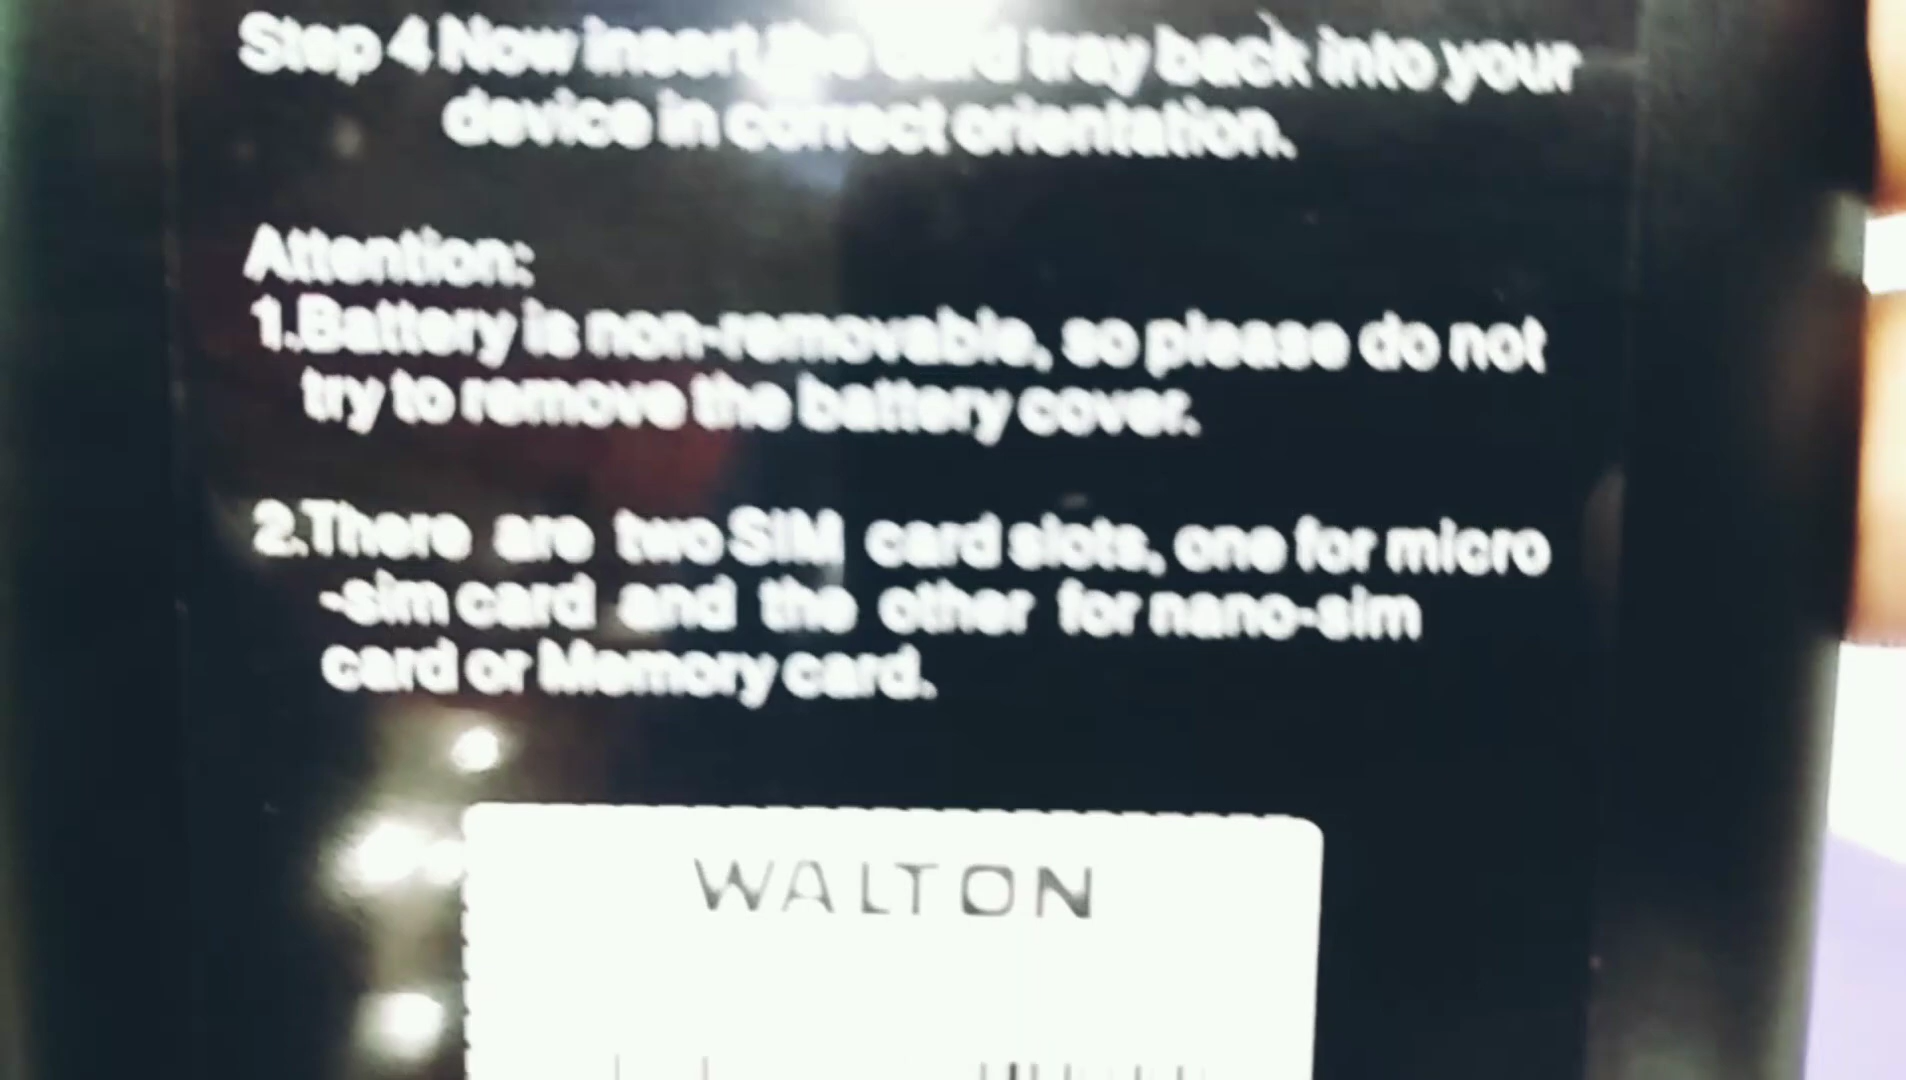 Step 4 Now insert the card tray back into your
device in correct orientation.
Attention:
1.Battery is non-removable, so please do not
try to remove the battery cover.
2.There are two SIM card slots, one for micro
-sim card and the other for nano-sim
card or Memory card.
WALTON